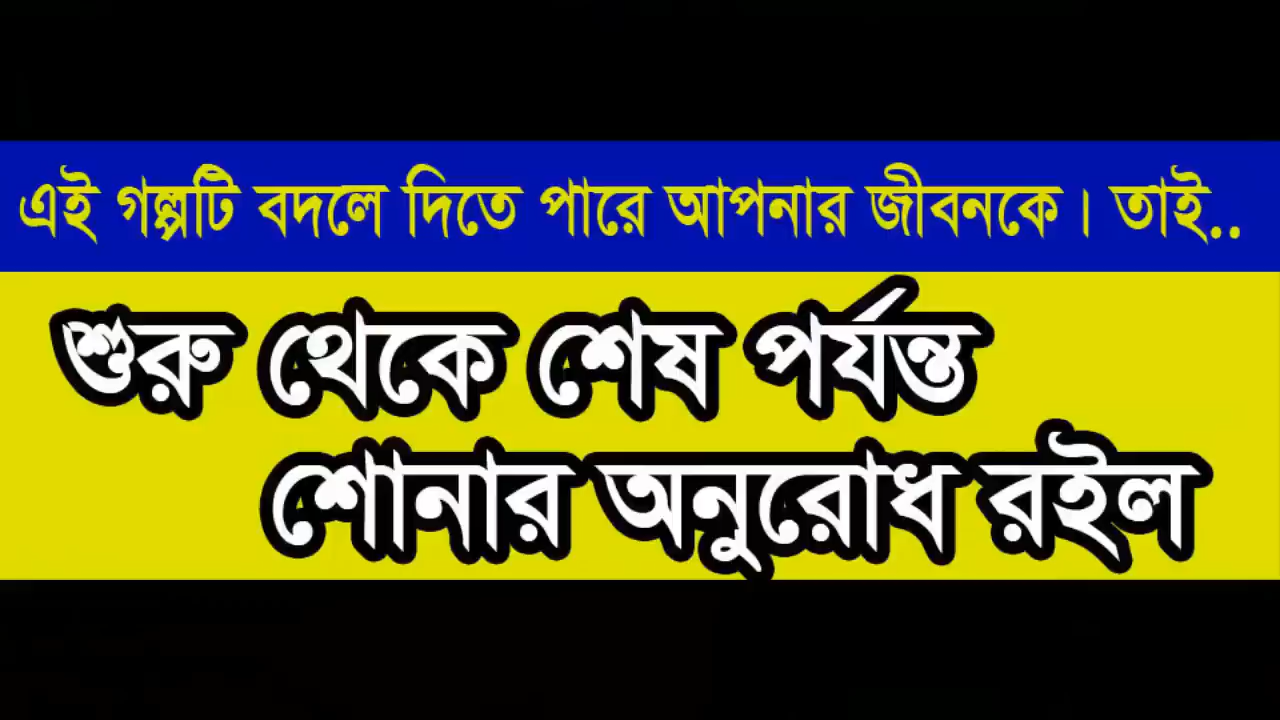 এই গল্পটি বদলে দিতে পারে আপনার জীবনকে। তাই..
শুরু থেকে শেষ পর্যন্ত
শোনার অনুরোধ রইল